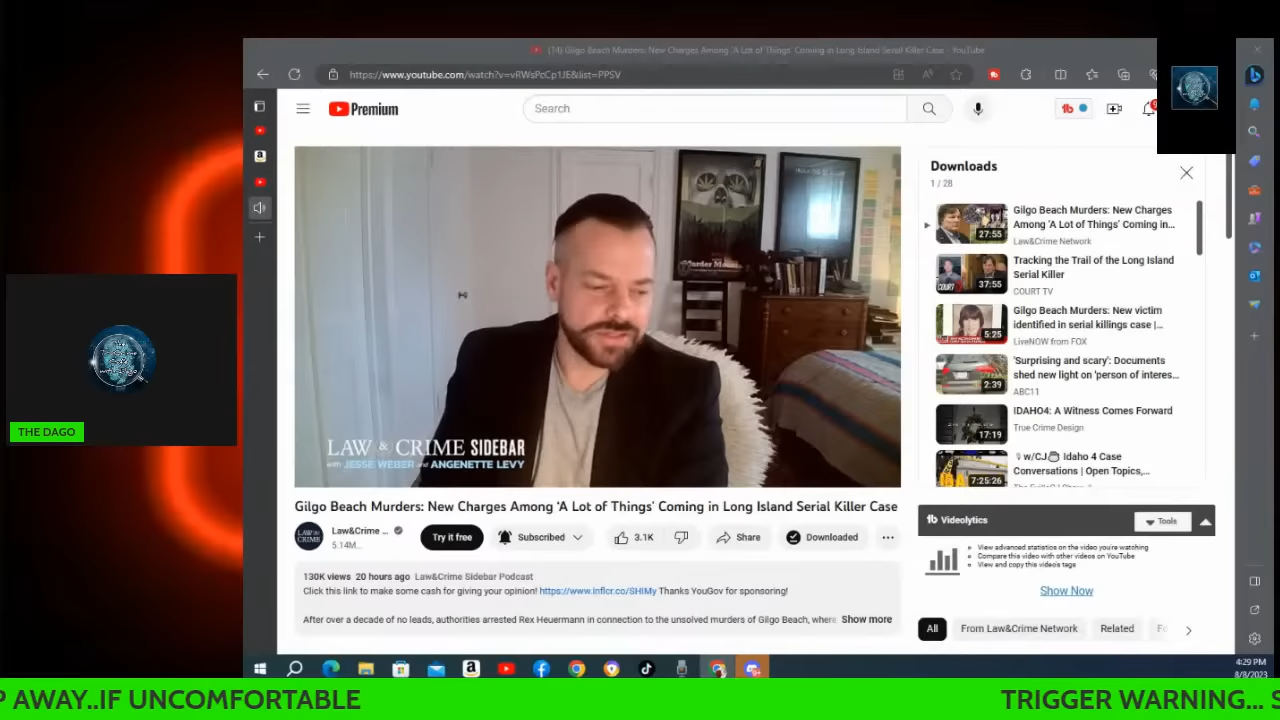 (18) Gilgo Beach Murders: New Charges Among 'A Lot of Things' Coming in Long Island Serial Killer Case - YouTube
https://www.youtube.com/watch?v=vRWsPcCp1JE&list=PPSV
Premium
Search
Downloads
1 / 28
27:55
Gilgo Beach Murders: New Charges
Among 'A Lot of Things' Coming in…
Law&Crime Network
COURT
37:55
Tracking the Trail of the Long Island
Serial Killer
COURT TV
5:25
Gilgo Beach Murders: New victim
identified in serial killings case |…
LiveNOW from FOX
2:39
'Surprising and scary': Documents
shed new light on 'person of interes…
ABC11
17:19
IDAHO4: A Witness Comes Forward
True Crime Design
7:25:26
w/CJ Idaho 4 Case
Conversations | Open Topics,…
LAW & CRIME SIDEBAR
with JESSE WEBER and ANGENETTE LEVY
THE DAGO
Gilgo Beach Murders: New Charges Among 'A Lot of Things' Coming in Long Island Serial Killer Case
LAW & CRIME
Law&Crime ...
5.14M...
Try it free
Subscribed
3.1K
Share
Downloaded
130K views 20 hours ago Law&Crime Sidebar Podcast
Click this link to make some cash for giving your opinion! https://www.inflcr.co/SHIMy Thanks YouGov for sponsoring!
After over a decade of no leads, authorities arrested Rex Heuermann in connection to the unsolved murders of Gilgo Beach, where Show more
Videolytics
Tools
View advanced statistics on the video you're watching
Compare this video with other videos on YouTube
View and copy this video's tags
Show Now
All
From Law&Crime Network
Related
Fo
4:29 PM
8/8/2023
P AWAY..IF UNCOMFORTABLE
TRIGGER WARNING... S